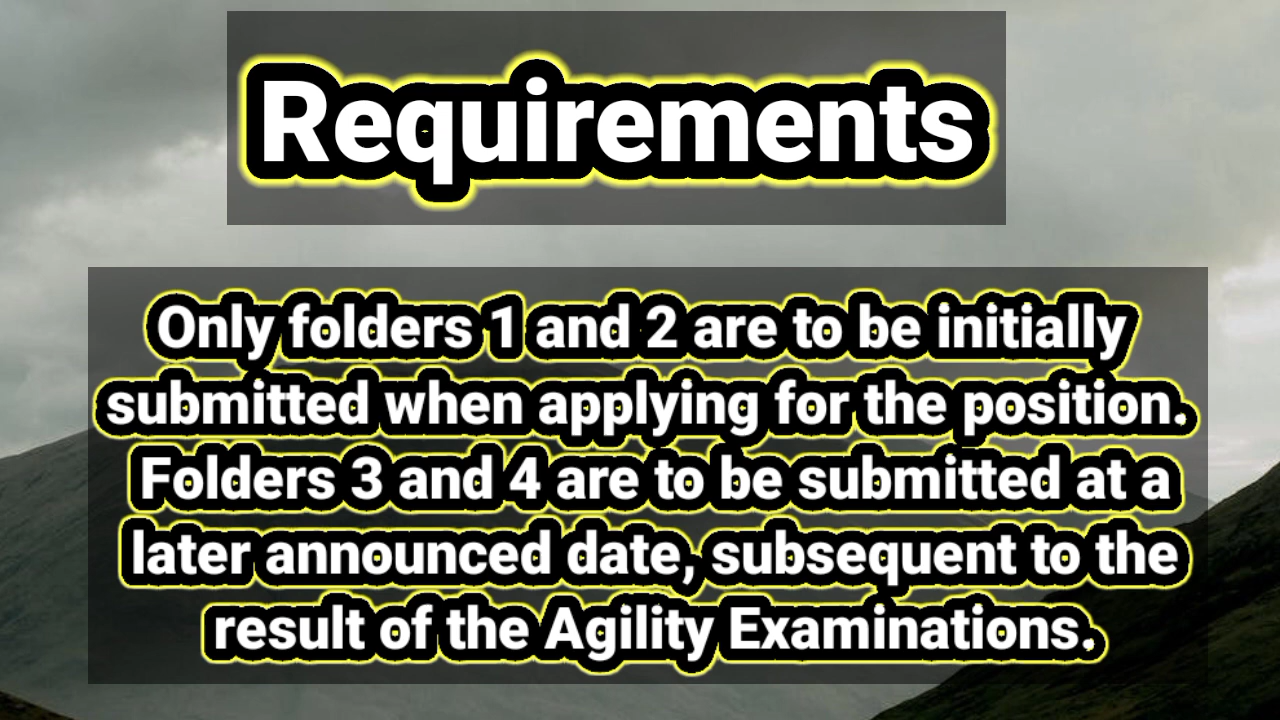 Requirements
Only folders 1 and 2 are to be initially
submitted when applying for the position.
Folders 3 and 4 are to be submitted at a
later announced date, subsequent to the
result of the Agility Examinations.